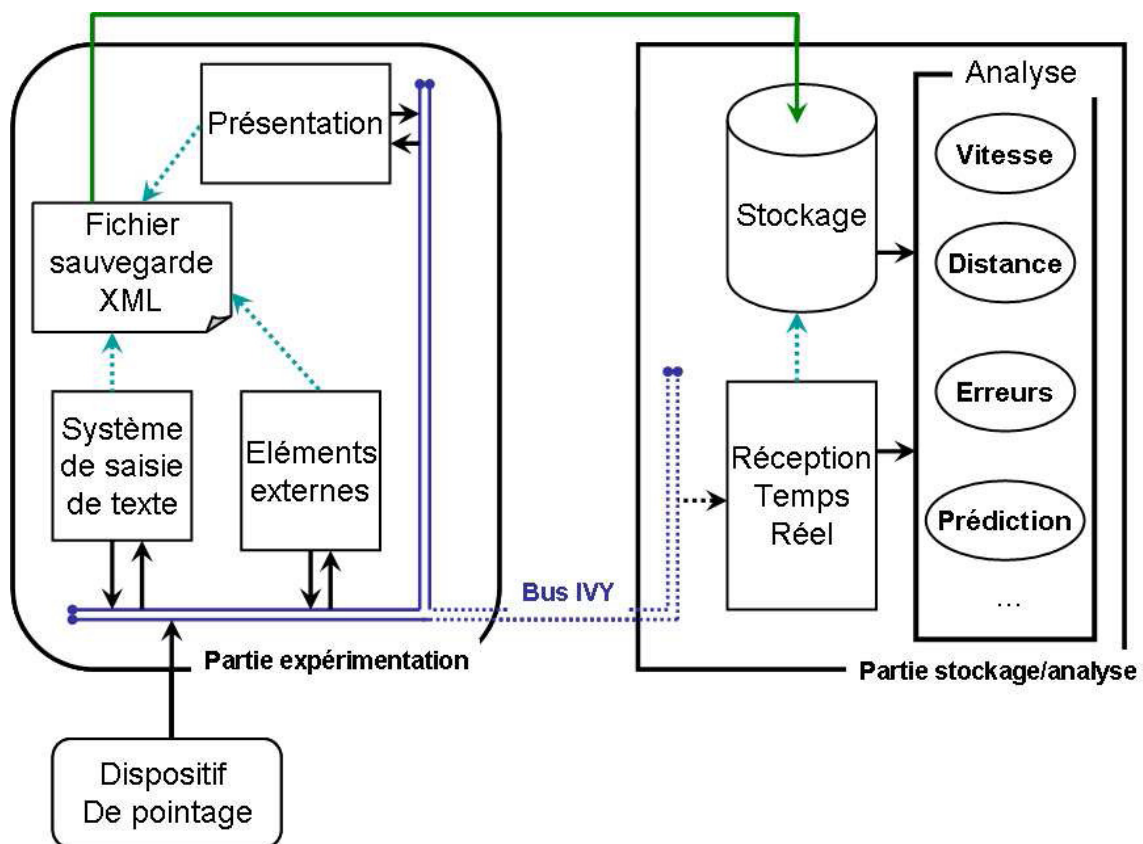 Présentation
Fichier
sauvegarde
XML
Système
de saisie
de texte
Eléments
externes
Bus IVY
Partie expérimentation
Dispositif
De pointage
Stockage
Réception
Temps
Réel
Analyse
Vitesse
Distance
Erreurs
Prédiction
...
Partie stockage/analyse